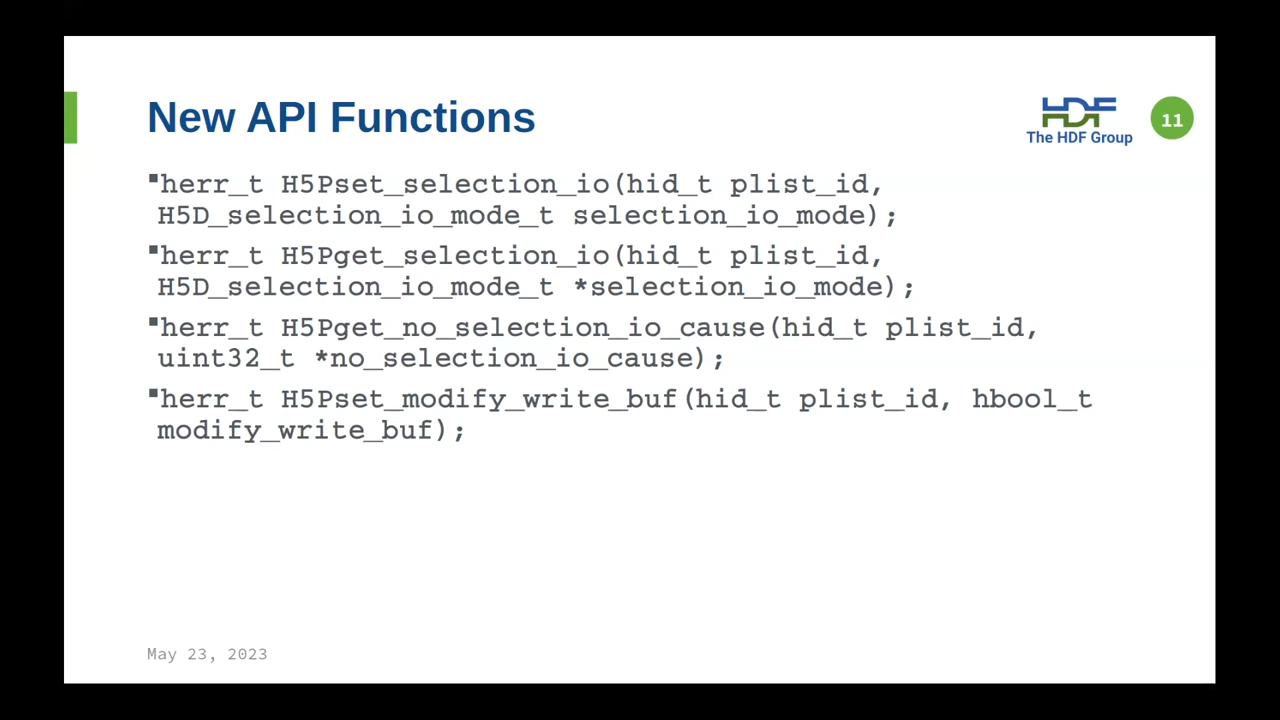 New API Functions
HDF
The HDF Group
11
▪herr_t H5Pset_selection_io(hid_t plist_id,
H5D_selection_io_mode_t selection_io_mode);
▪herr_t H5Pget_selection_io(hid_t plist_id,
H5D_selection_io_mode_t *selection_io_mode);
▪herr_t H5Pget_no_selection_io_cause(hid_t plist_id,
uint32_t *no_selection_io_cause);
▪herr_t H5Pset_modify_write_buf(hid_t plist_id, hbool_t
modify_write_buf);
May 23, 2023